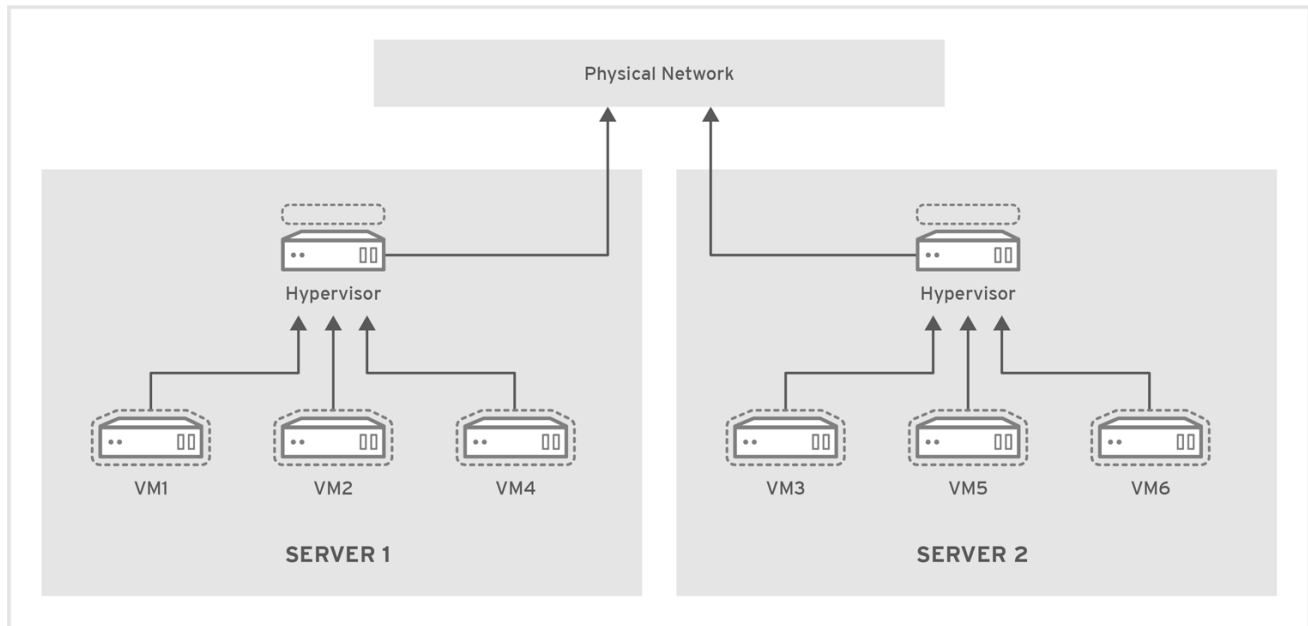 Physical Network
Hypervisor
VM1
VM2
VM4
SERVER 1
Hypervisor
VM3
VM5
VM6
SERVER 2